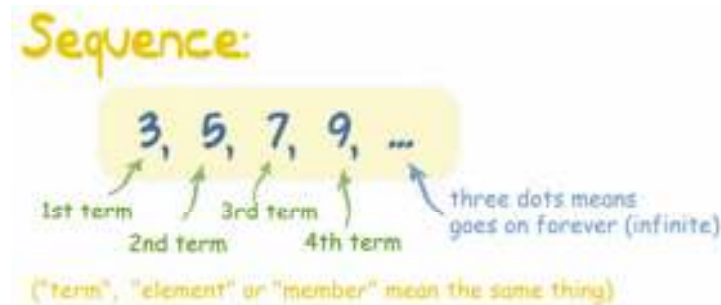 Sequence:
3, 5, 7, 9, ...
1st term
2nd term
3rd term
4th term
three dots means
goes on forever (infinite)
("term", "element" or "member" mean the same thing)